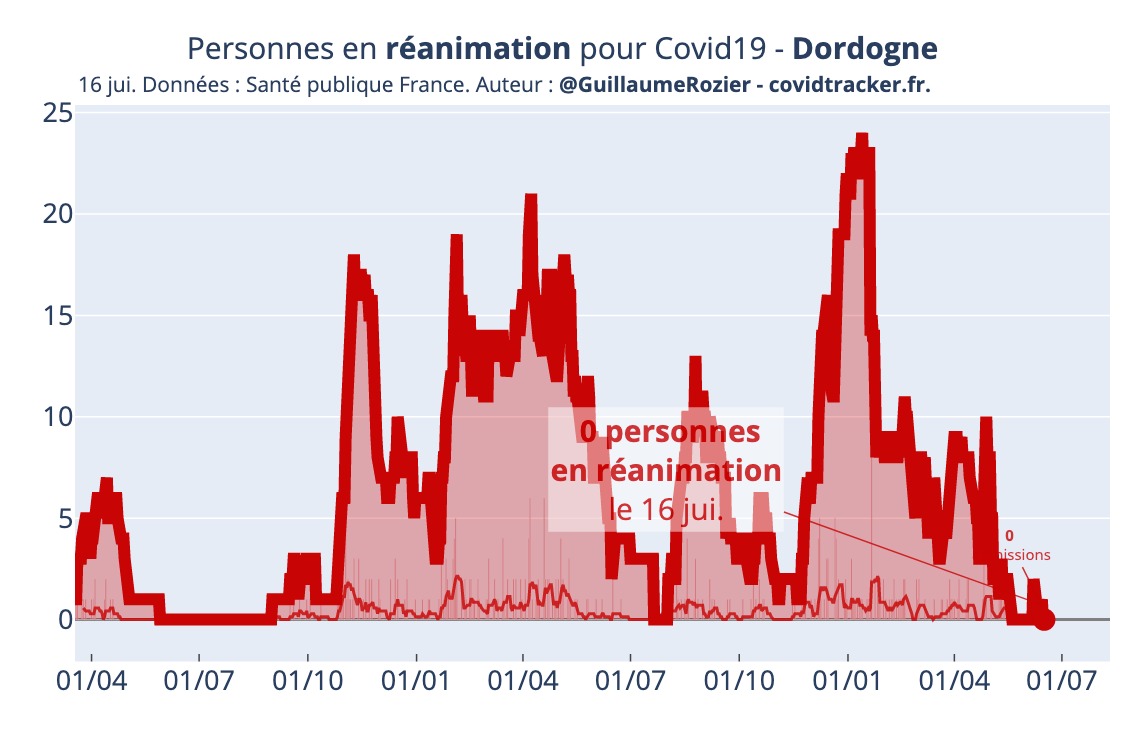 Personnes en réanimation pour Covid19 - Dordogne
16 jui. Données : Santé publique France. Auteur : @GuillaumeRozier - covidtracker.fr.
25
20
15
10
5
0
0 personnes
en réanimation
le 16 jui.
0
01/04 01/07 01/10 01/01 01/04 01/07 01/10 01/01 01/04 01/07